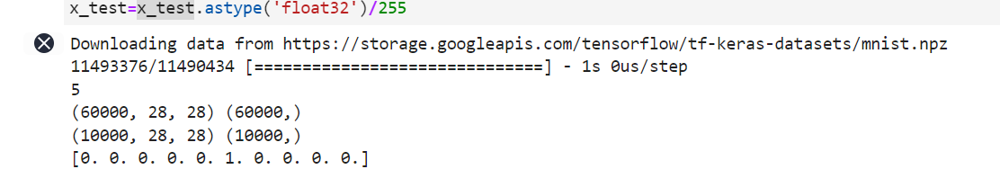 x_test=x_test.astype('float32')/255
Downloading data from https://storage.googleapis.com/tensorflow/tf-keras-datasets/mnist.npz
11493376/11490434 [==============================] - 1s 0us/step
5
(60000, 28, 28) (60000,)
(10000, 28, 28) (10000,)
[0. 0. 0. 0. 0. 1. 0. 0. 0. 0.]